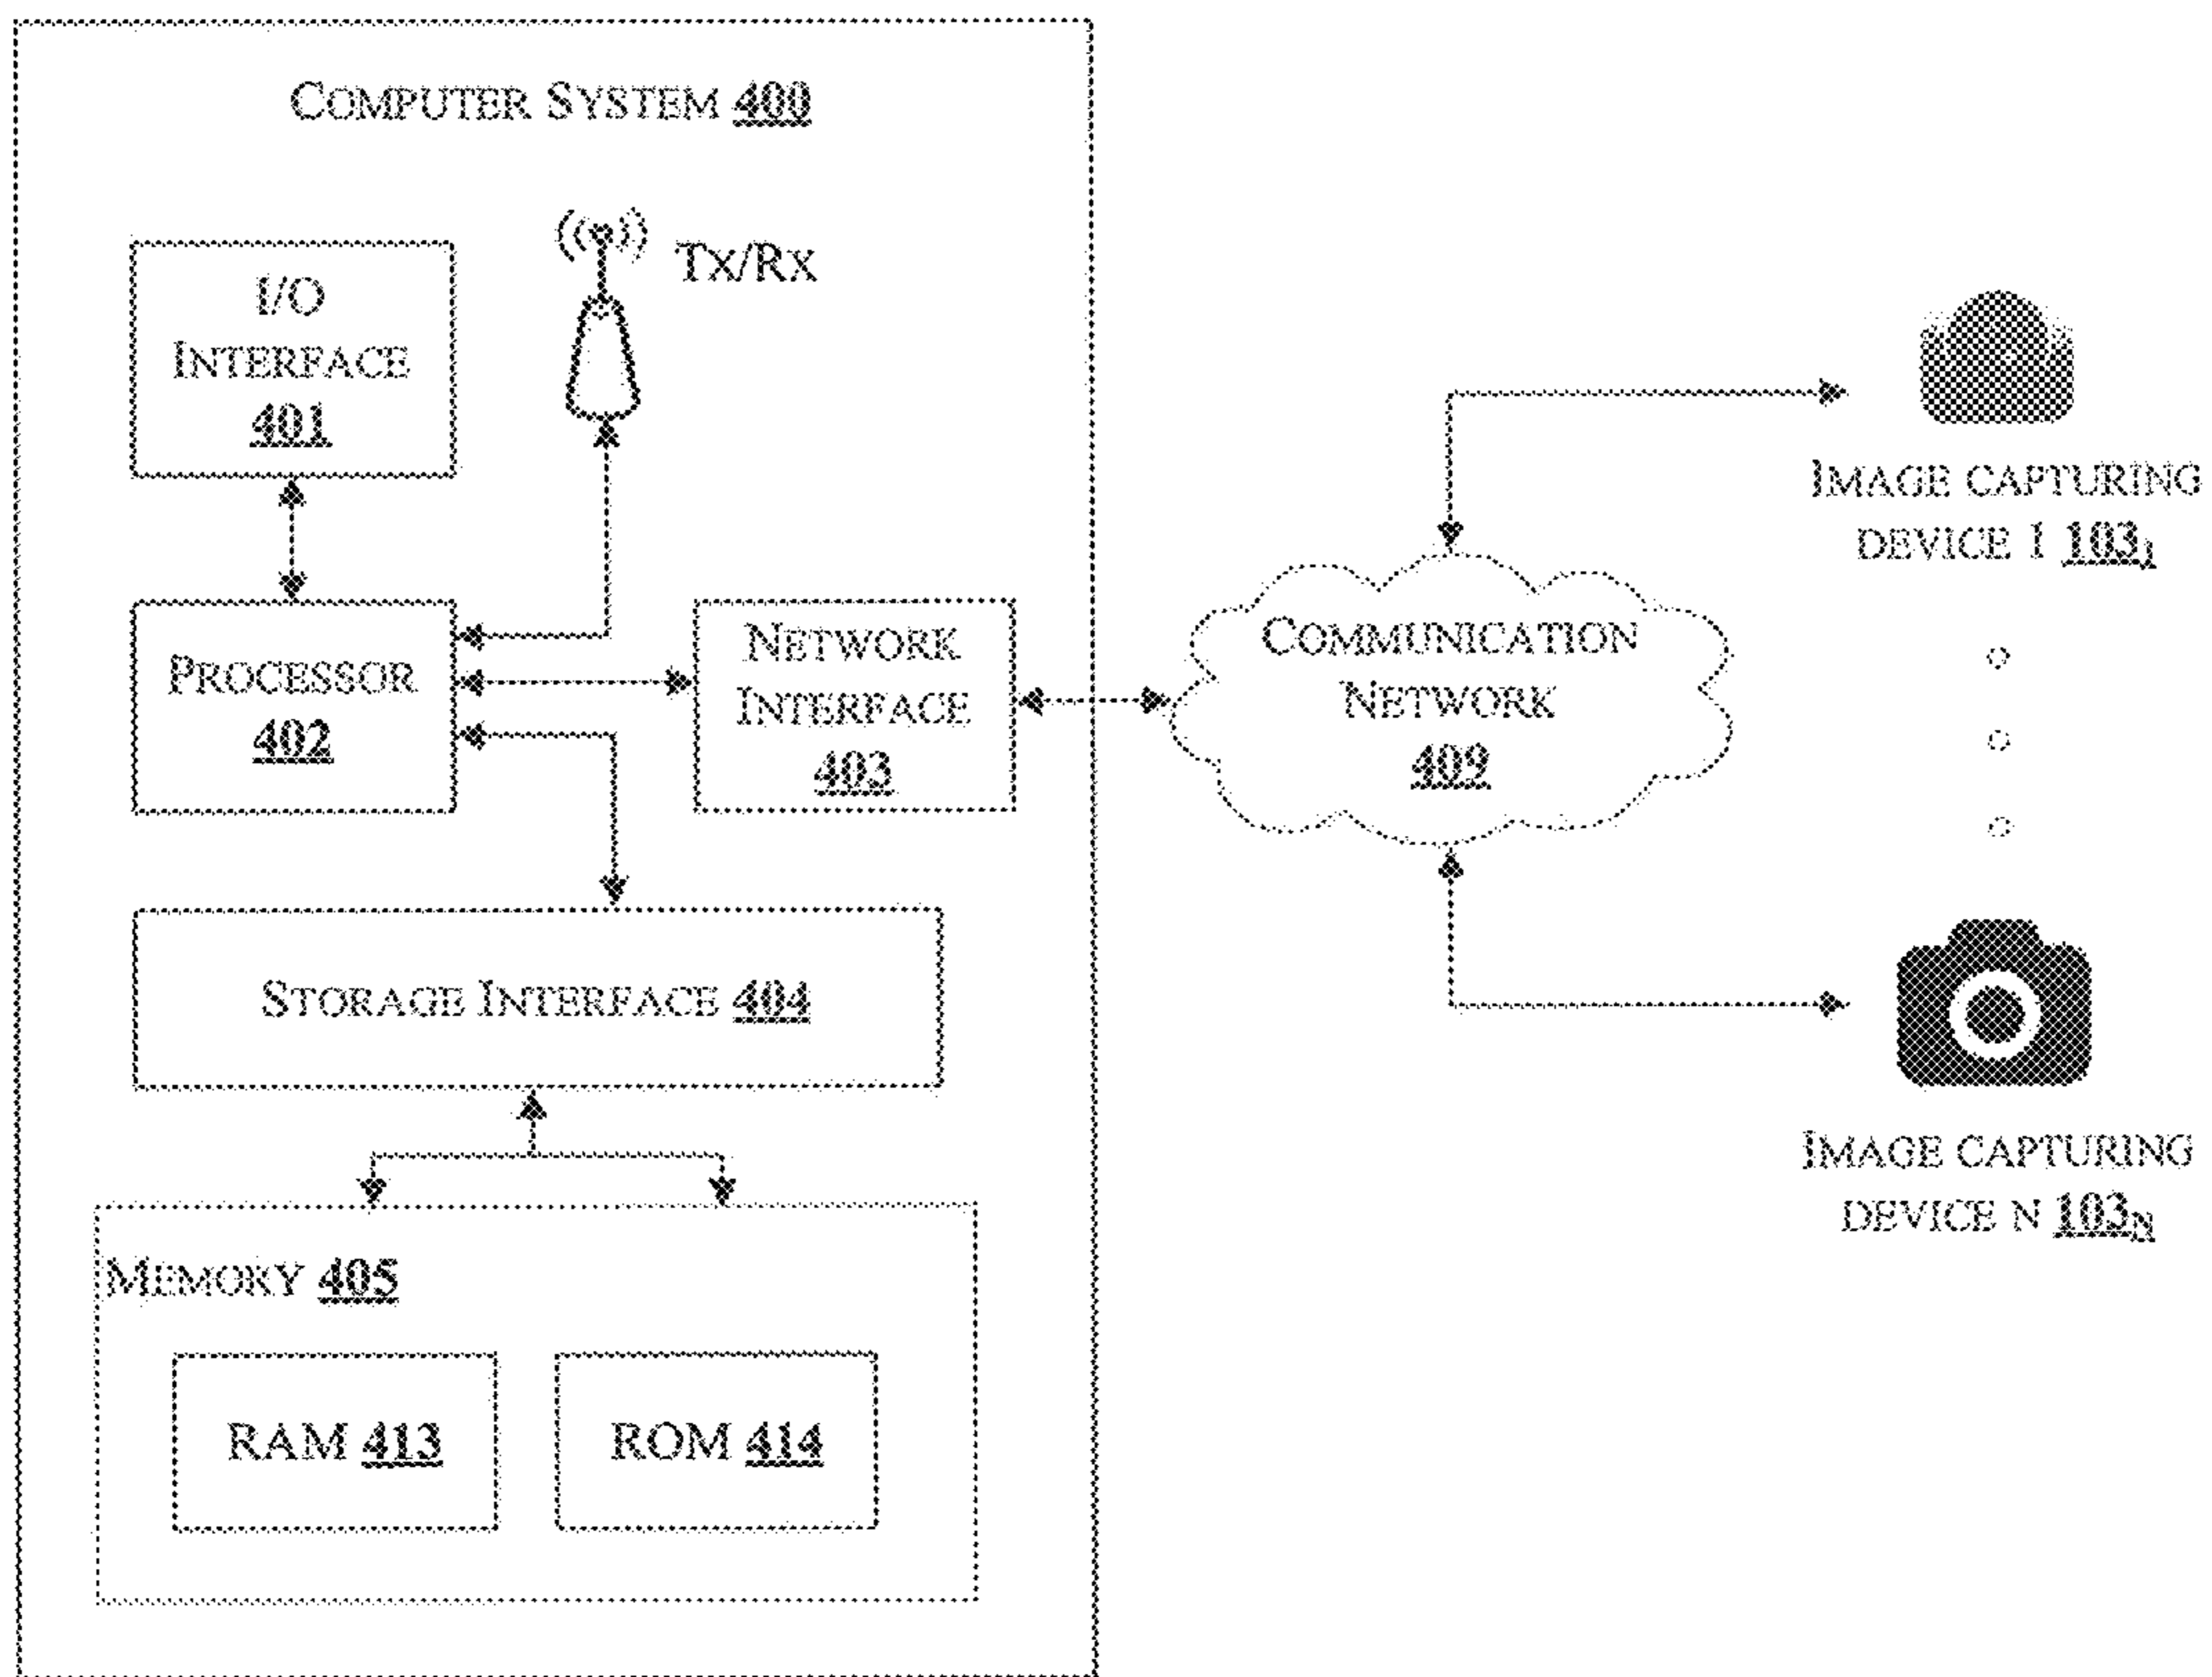 COMPUTER SYSTEM 400
I/O
INTERFACE
401
TX/RX
PROCESSOR
402
NETWORK
INTERFACE
403
STORAGE INTERFACE 404
MEMORY 405
RAM 413
ROM 414
COMMUNICATION
NETWORK
409
IMAGE CAPTURING
DEVICE 1 103₁
IMAGE CAPTURING
DEVICE N 103N